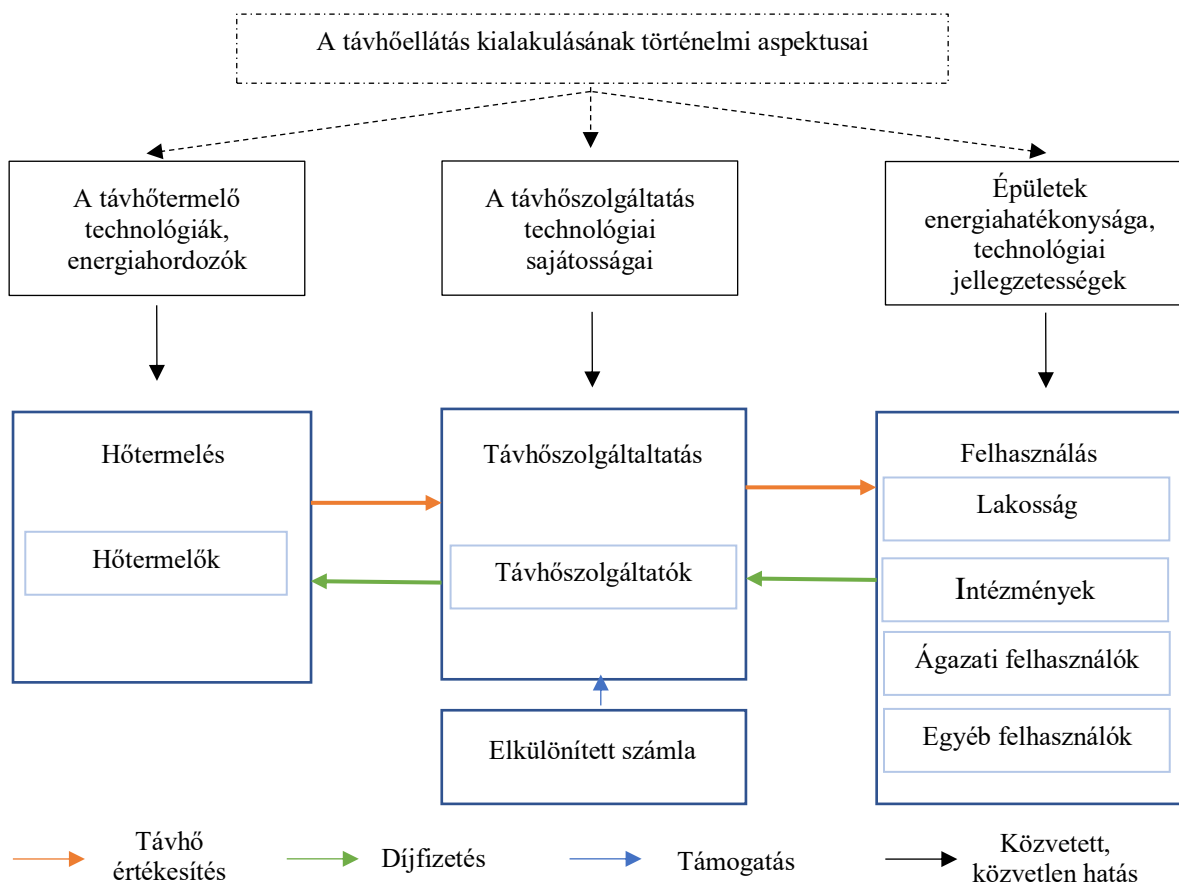 A távhőellátás kialakulásának történelmi aspektusai
A távhőtermelő
technológiák,
energiahordozók
A távhőszolgáltatás
technológiai
sajátosságai
Épületek
energiahatékonysága,
technológiai
jellegzetességek
Hőtermelés
Hőtermelők
Távhőszolgáltaltatás
Távhőszolgáltatók
Elkülönített számla
Felhasználás
Lakosság
Intézmények
Ágazati felhasználók
Egyéb felhasználók
Távhő
értékesítés
Díjfizetés
Támogatás
Közvetett,
közvetlen hatás